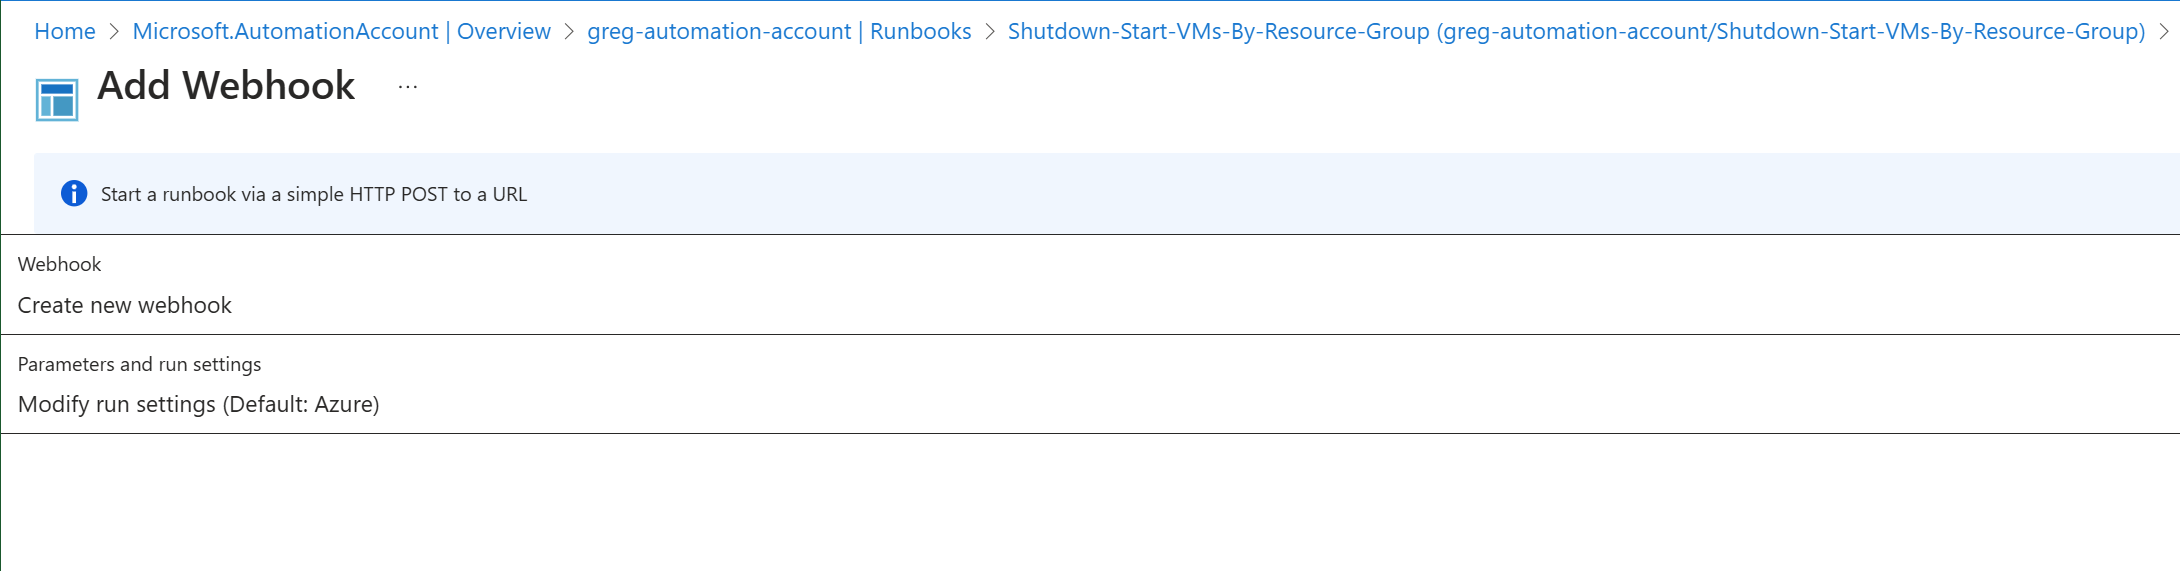 Home > Microsoft.AutomationAccount | Overview > greg-automation-account | Runbooks > Shutdown-Start-VMs-By-Resource-Group (greg-automation-account/Shutdown-Start-VMs-By-Resource-Group) >
Add Webhook ...
Start a runbook via a simple HTTP POST to a URL
Webhook
Create new webhook
Parameters and run settings
Modify run settings (Default: Azure)